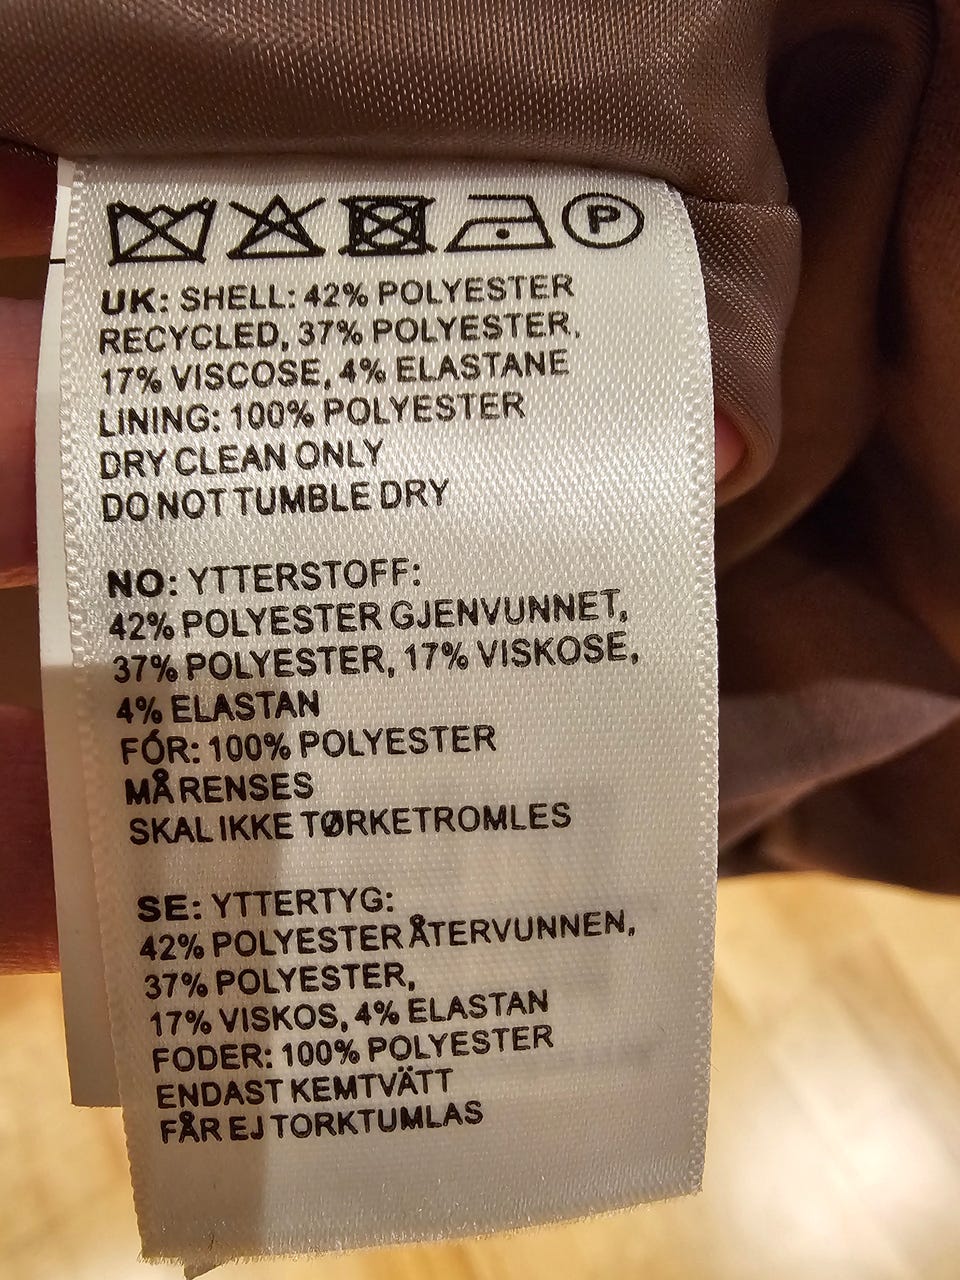 P
UK: SHELL: 42% POLYESTER
RECYCLED, 37% POLYESTER,
17% VISCOSE, 4% ELASTANE
LINING: 100% POLYESTER
DRY CLEAN ONLY
DO NOT TUMBLE DRY
NO: YTTERSTOFF:
42% POLYESTER GJENVUNNET,
37% POLYESTER, 17% VISKOSE,
4% ELASTAN
FÓR: 100% POLYESTER
MÅ RENSES
SKAL IKKE TØRKETROMLES
SE: YTTERTYG:
42% POLYESTER ÅTERVUNNEN,
37% POLYESTER,
17% VISKOS, 4% ELASTAN
FODER: 100% POLYESTER
ENDAST KEMTVÄTT
FÅR EJ TORKTUMLAS